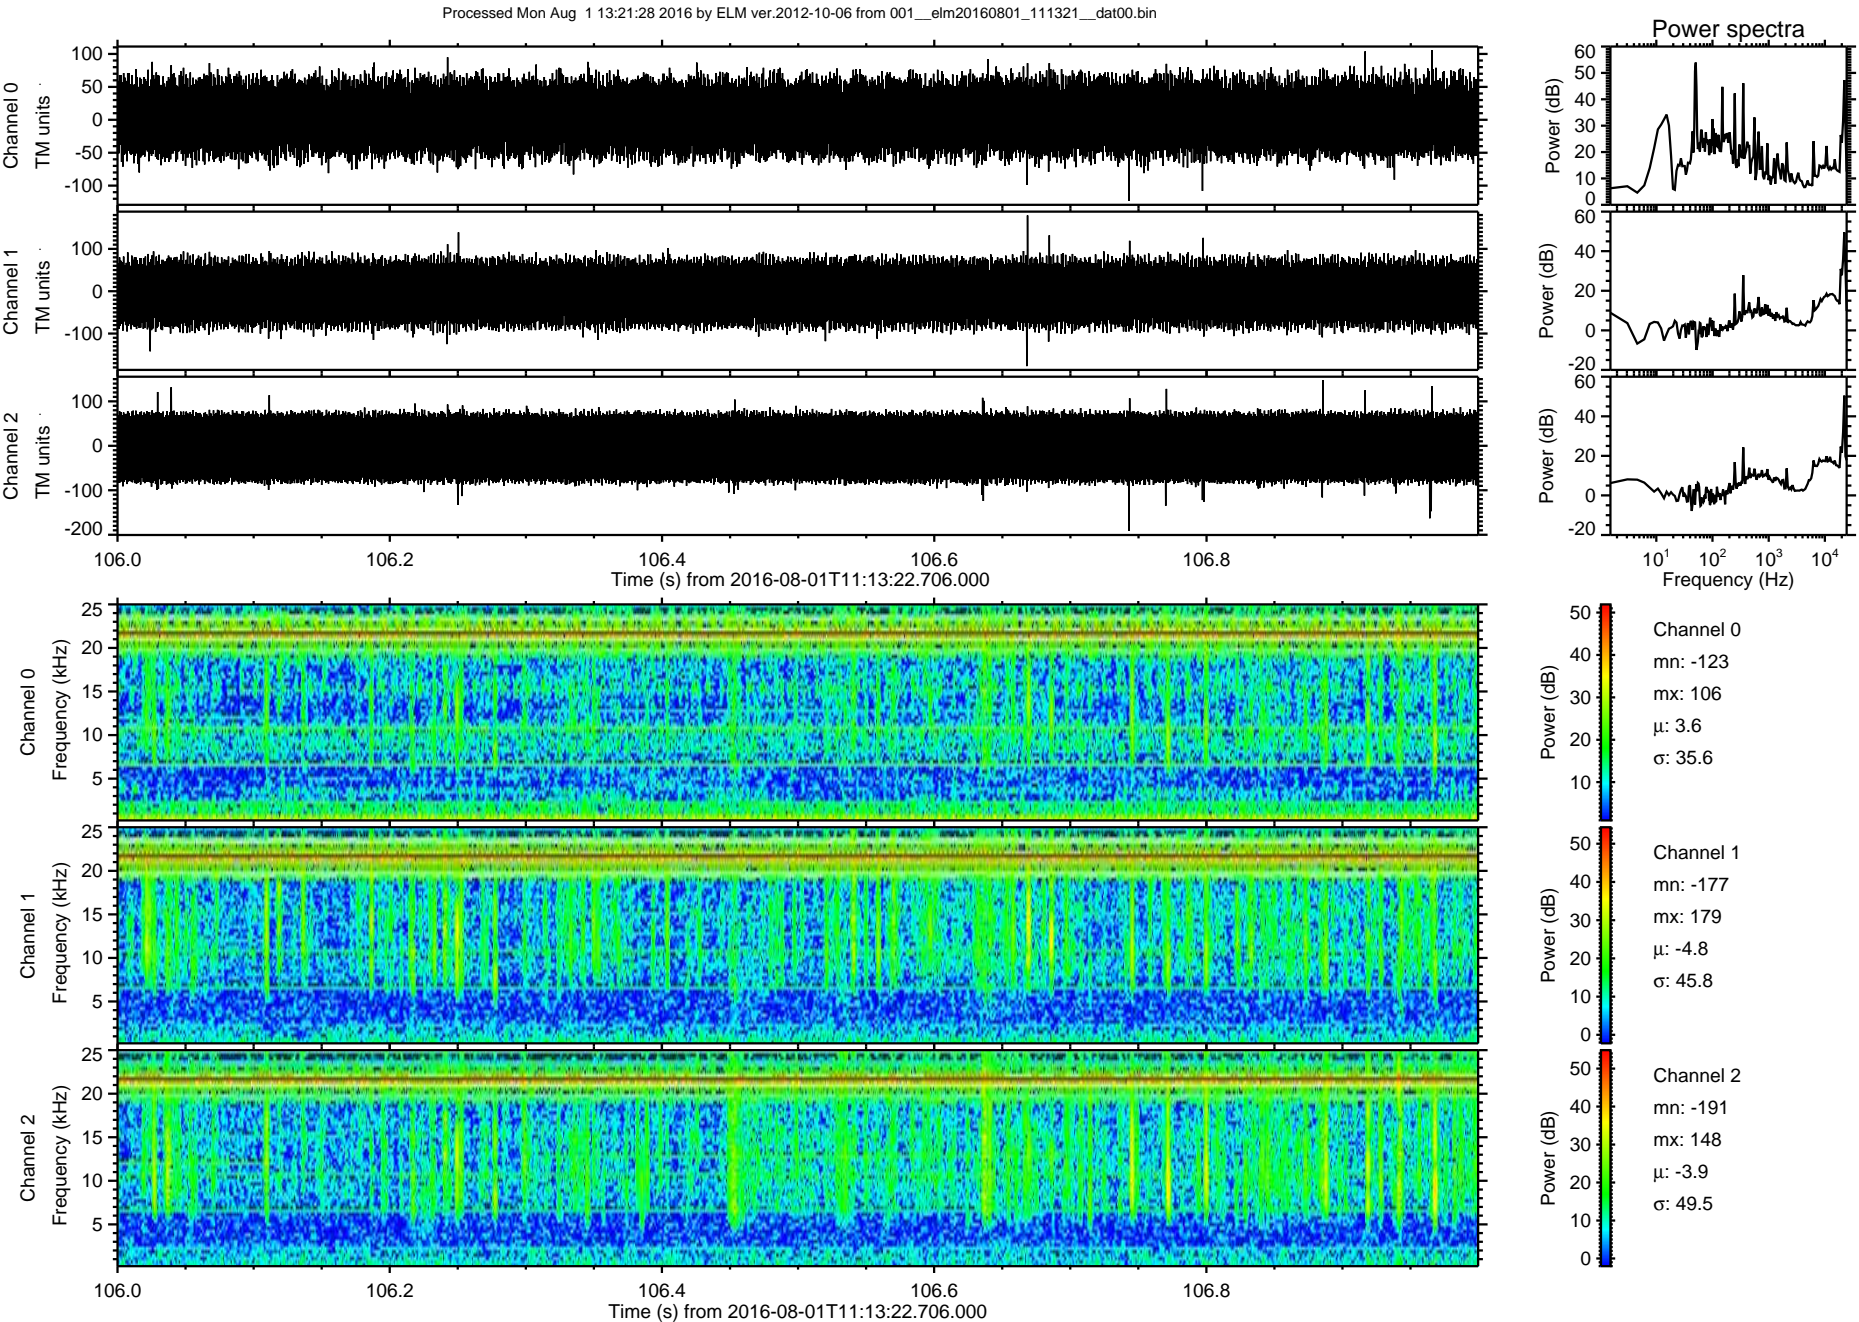 Processed Mon Aug 1 13:21:28 2016 by ELM ver.2012-10-06 from 001__elm20160801_111321__dat00.bin
Power spectra
Channel 0
TM units
100
50
0
-50
-100
Power (dB)
60
50
40
30
20
10
0
Channel 1
TM units
100
0
-100
Power (dB)
60
40
20
0
-20
Channel 2
TM units
100
0
-100
-200
Power (dB)
60
40
20
0
-20
106.0 106.2 106.4 106.6 106.8
Time (s) from 2016-08-01T11:13:22.706.000
10¹ 10² 10³ 10⁴
Frequency (Hz)
Channel 0
Frequency (kHz)
25
20
15
10
5
Power (dB)
50
40
30
20
10
Channel 0
mn: -123
mx: 106
µ: 3.6
σ: 35.6
Channel 1
Frequency (kHz)
25
20
15
10
5
Power (dB)
50
40
30
20
10
0
Channel 1
mn: -177
mx: 179
µ: -4.8
σ: 45.8
Channel 2
Frequency (kHz)
25
20
15
10
5
Power (dB)
50
40
30
20
10
0
Channel 2
mn: -191
mx: 148
µ: -3.9
σ: 49.5
106.0 106.2 106.4 106.6 106.8
Time (s) from 2016-08-01T11:13:22.706.000